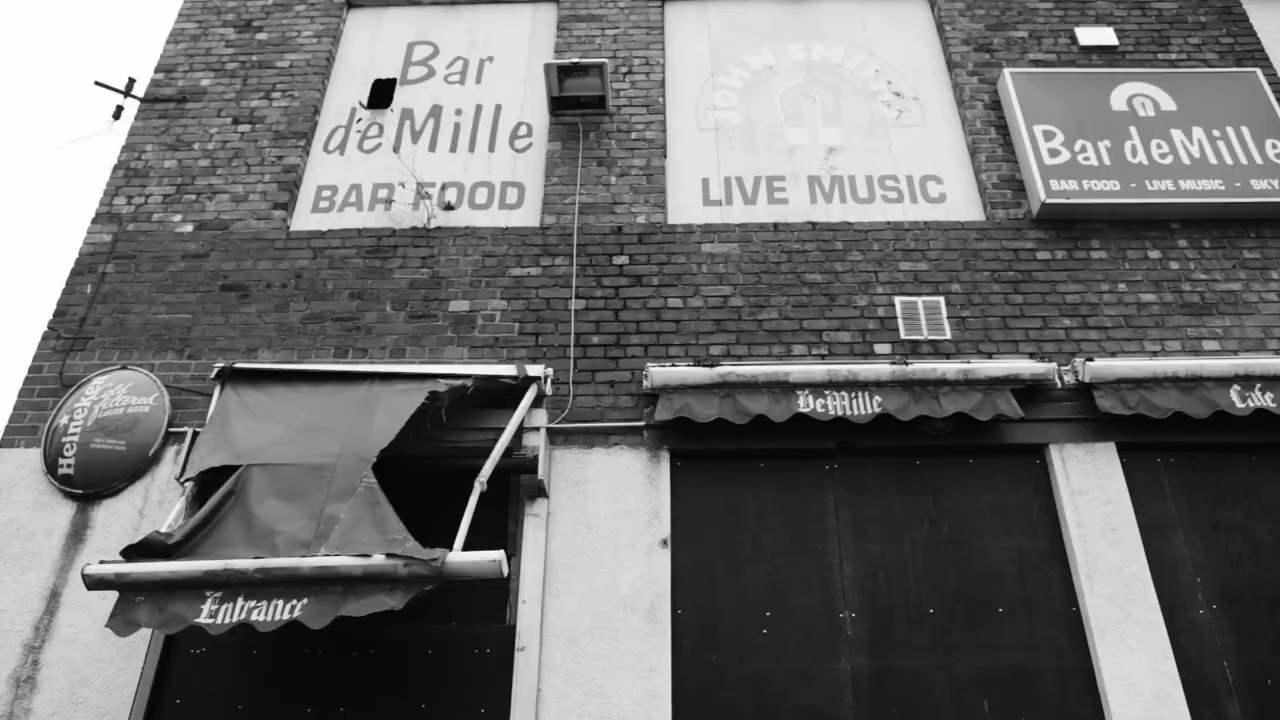 Bar
deMille
BAR FOOD
JOHN SMITH'S
LIVE MUSIC
Bar deMille
BAR FOOD - LIVE MUSIC - SKY
Heineken
Cold
filtered
LAGER BEER
DeMille
Cafe
Entrance